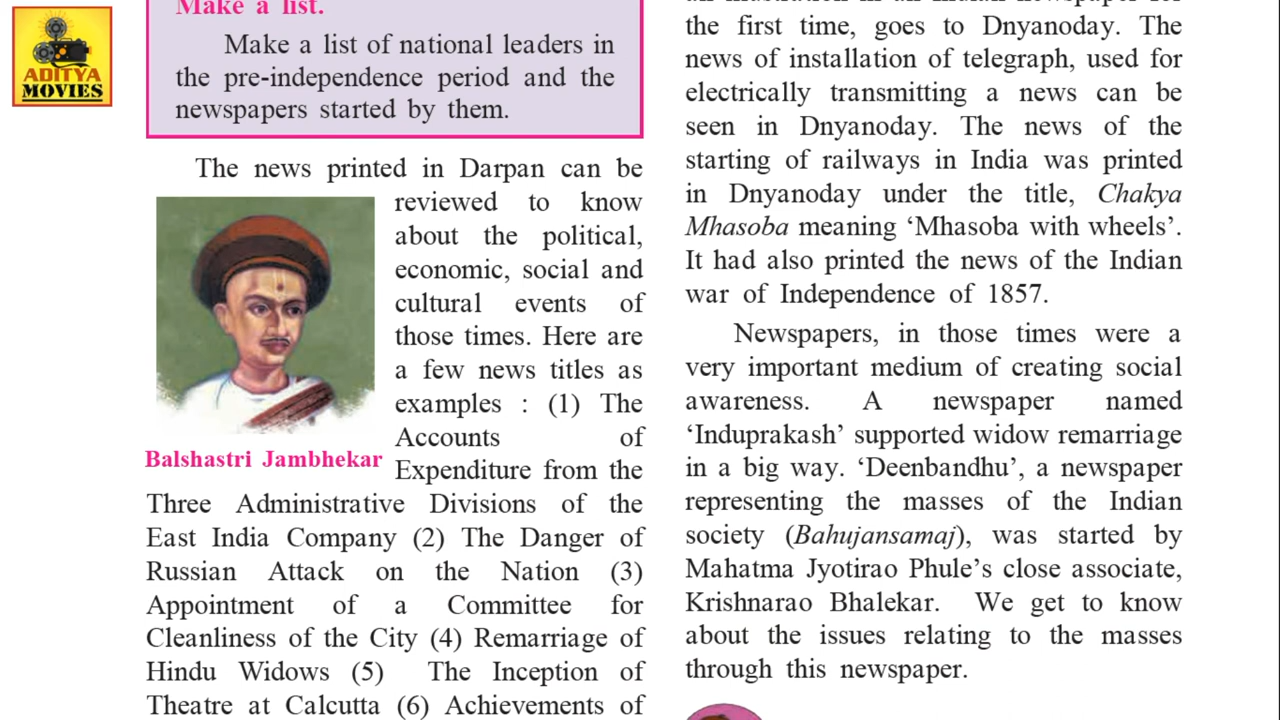 ADITYA
MOVIES
Make a list.
Make a list of national leaders in
the pre-independence period and the
newspapers started by them.
The news printed in Darpan can be
reviewed to know
about the political,
economic, social and
cultural events of
those times. Here are
a few news titles as
examples : (1) The
Accounts of
Expenditure from the
Balshastri Jambhekar
Three Administrative Divisions of the
East India Company (2) The Danger of
Russian Attack on the Nation (3)
Appointment of a Committee for
Cleanliness of the City (4) Remarriage of
Hindu Widows (5) The Inception of
Theatre at Calcutta (6) Achievements of
an illustration in an Indian newspaper for
the first time, goes to Dnyanoday. The
news of installation of telegraph, used for
electrically transmitting a news can be
seen in Dnyanoday. The news of the
starting of railways in India was printed
in Dnyanoday under the title, Chakya
Mhasoba meaning ‘Mhasoba with wheels’.
It had also printed the news of the Indian
war of Independence of 1857.
Newspapers, in those times were a
very important medium of creating social
awareness. A newspaper named
‘Induprakash’ supported widow remarriage
in a big way. ‘Deenbandhu’, a newspaper
representing the masses of the Indian
society (Bahujansamaj), was started by
Mahatma Jyotirao Phule’s close associate,
Krishnarao Bhalekar. We get to know
about the issues relating to the masses
through this newspaper.